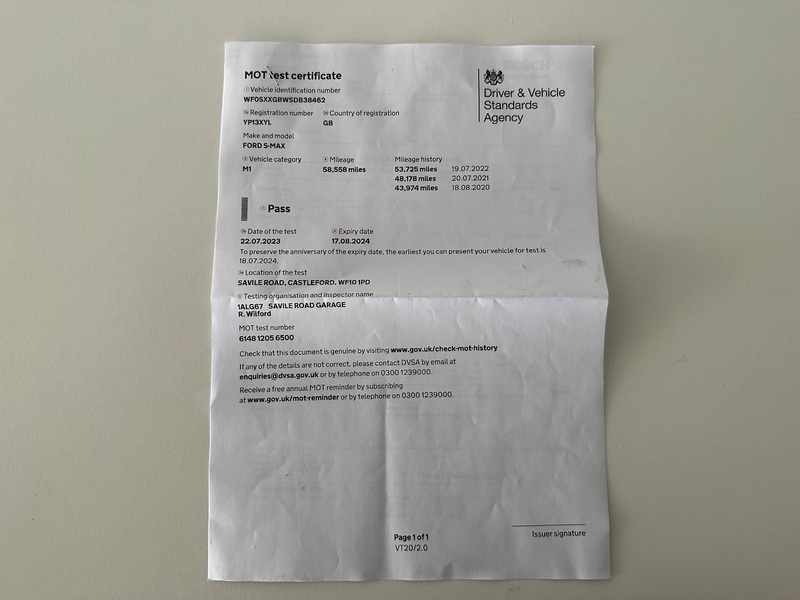 MOT test certificate
Vehicle identification number
WF0SXXGBWSDB38462
Registration number Country of registration
YP13XYL GB
Make and model
FORD S-MAX
Vehicle category Mileage Mileage history
M1 58,558 miles 53,725 miles 19.07.2022
48,178 miles 20.07.2021
43,974 miles 18.08.2020
Driver & Vehicle
Standards
Agency
Pass
Date of the test Expiry date
22.07.2023 17.08.2024
To preserve the anniversary of the expiry date, the earliest you can present your vehicle for test is
18.07.2024.
Location of the test
SAVILE ROAD, CASTLEFORD, WF10 1PD
Testing organisation and inspector name
1ALG67 SAVILE ROAD GARAGE
R. Wilford
MOT test number
6148 1205 6500
Check that this document is genuine by visiting www.gov.uk/check-mot-history
If any of the details are not correct, please contact DVSA by email at
enquiries@dvsa.gov.uk or by telephone on 0300 1239000.
Receive a free annual MOT reminder by subscribing
at www.gov.uk/mot-reminder or by telephone on 0300 1239000.
Issuer signature
Page 1 of 1
VT20/2.0